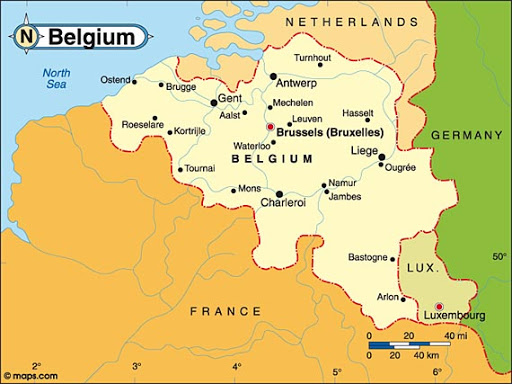 N Belgium
NETHERLANDS
North
Sea
Turnhout
Ostend
Brugge
Antwerp
Gent
Mechelen
Aalst
Hasselt
Roeselare
Leuven
Kortrijle
Brussels (Bruxelles)
GERMANY
Waterloo
BELGIUM
Liege
Tournai
Ougrée
Mons
Namur
Jambes
Charleroi
Bastogne
50°
LUX.
Arlon
FRANCE
Luxembourg
0 20 40 mi
0 20 40 km
© maps.com
2° 3° 4° 5° 6°